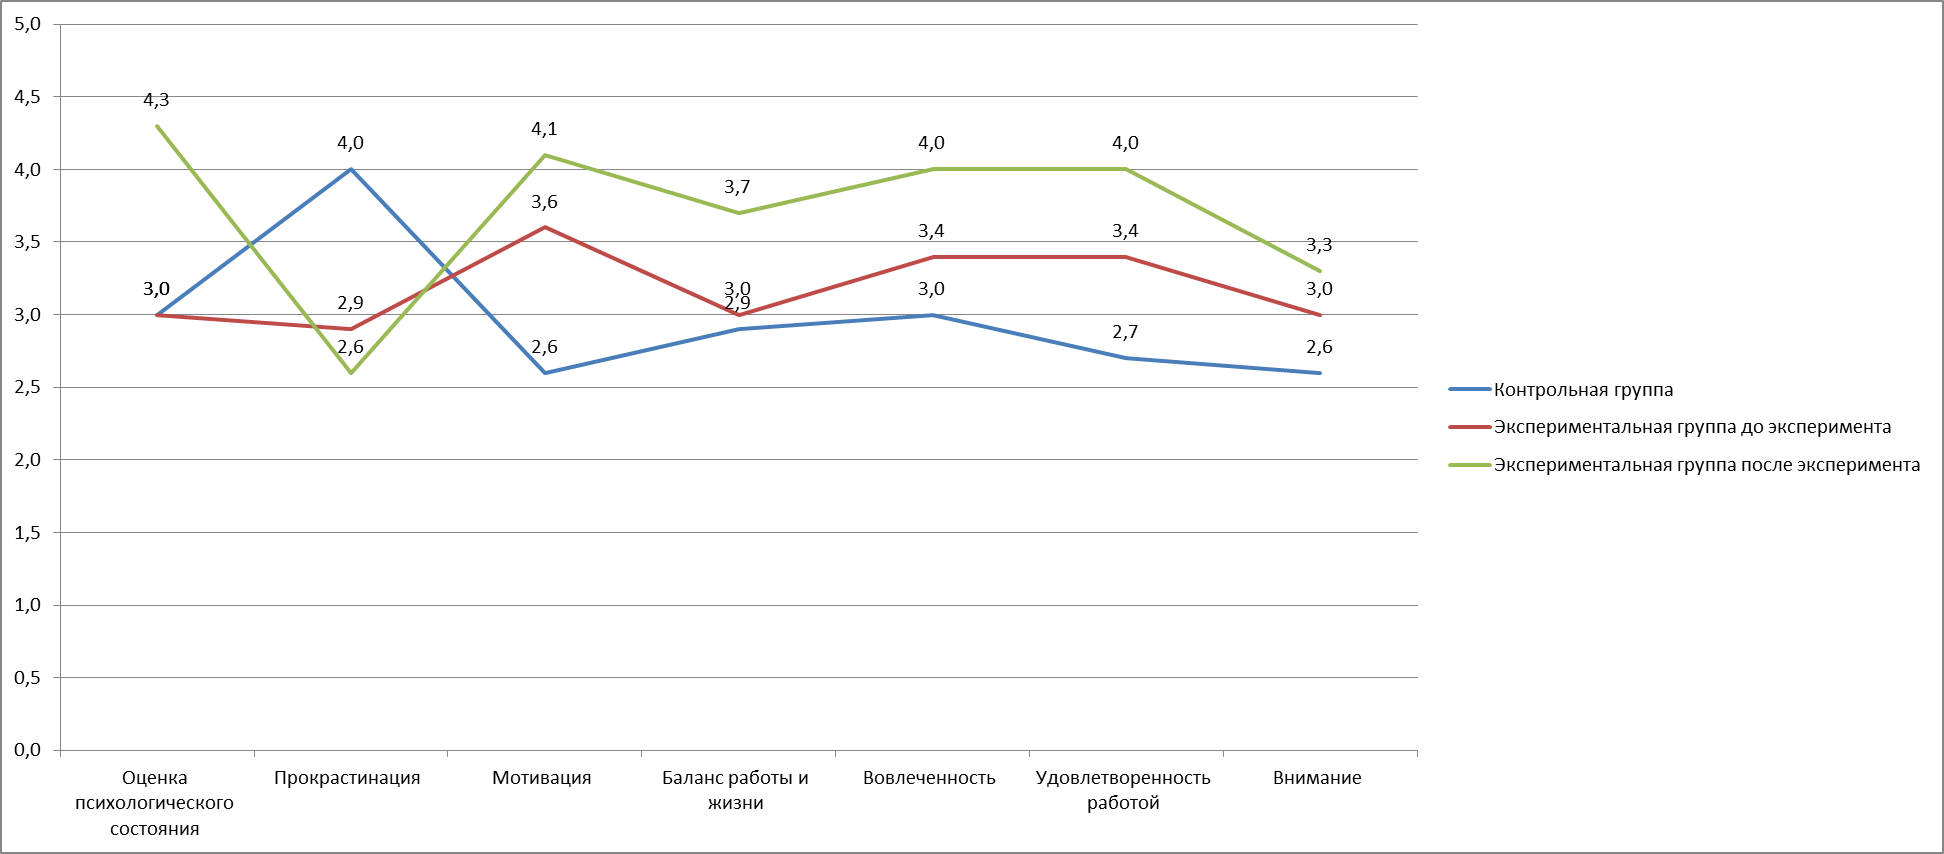 5,0
4,5
4,0
3,5
3,0
2,5
2,0
1,5
1,0
0,5
0,0
4,3
4,0
4,1
3,7
4,0
4,0
3,3
3,0
3,0
2,9
3,6
3,0
3,4
3,4
3,0
2,6
2,6
2,9
3,0
2,7
2,6
Оценка
психологического
состояния
Прокрастинация
Мотивация
Баланс работы и
жизни
Вовлеченность
Удовлетворенность
работой
Внимание
Контрольная группа
Экспериментальная группа до эксперимента
Экспериментальная группа после эксперимента